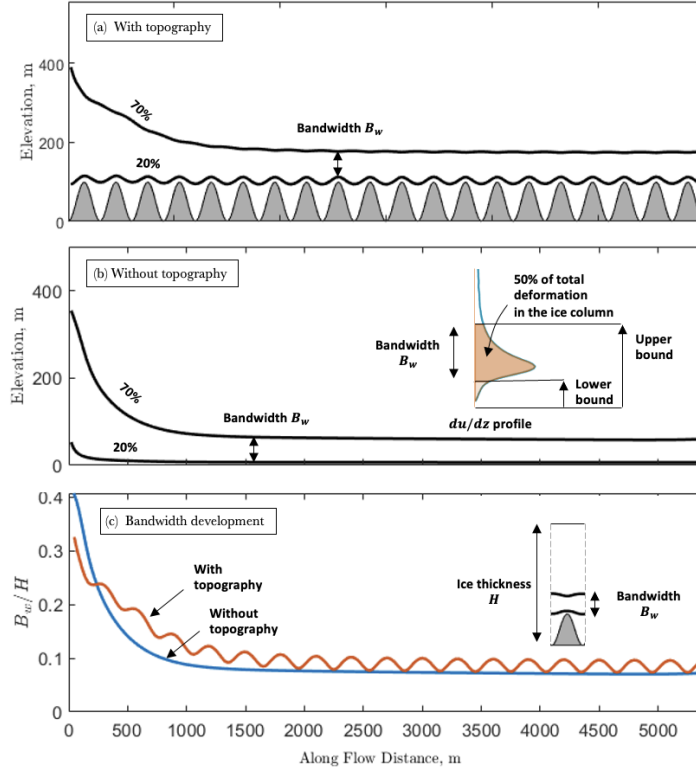 (a) With topography
Elevation, m
400
200
0
70%
20%
Bandwidth B_w
(b) Without topography
Elevation, m
400
200
0
70%
20%
Bandwidth B_w
50% of total
deformation
in the ice column
Bandwidth
B_w
Upper
bound
Lower
bound
du/dz profile
(c) Bandwidth development
B_w/H
0.4
0.3
0.2
0.1
0
With
topography
Without
topography
Ice thickness
H
Bandwidth
B_w
0 500 1000 1500 2000 2500 3000 3500 4000 4500 5000
Along Flow Distance, m